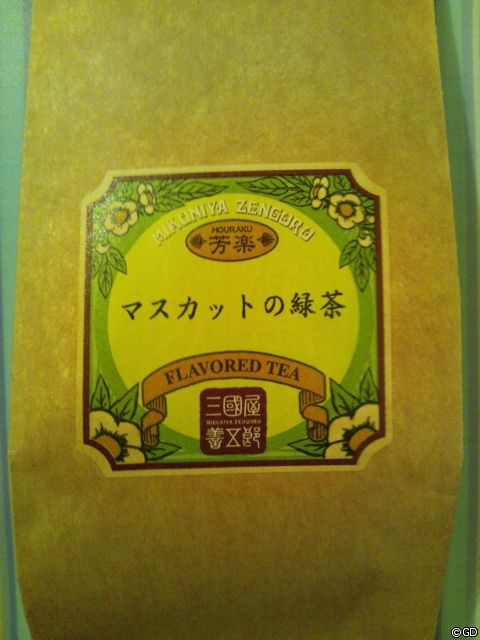 MIKUNIYA ZENGORO
HOURAKU
芳楽
マスカットの緑茶
FLAVORED TEA
三國屋
MIKUNIYA ZENGORO
善五郎
© GD